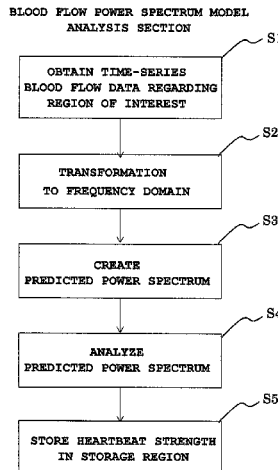 BLOOD FLOW POWER SPECTRUM MODEL
ANALYSIS SECTION
S1
OBTAIN TIME-SERIES
BLOOD FLOW DATA REGARDING
REGION OF INTEREST
S2
TRANSFORMATION
TO FREQUENCY DOMAIN
S3
CREATE
PREDICTED POWER SPECTRUM
S4
ANALYZE
PREDICTED POWER SPECTRUM
S5
STORE HEARTBEAT STRENGTH
IN STORAGE REGION